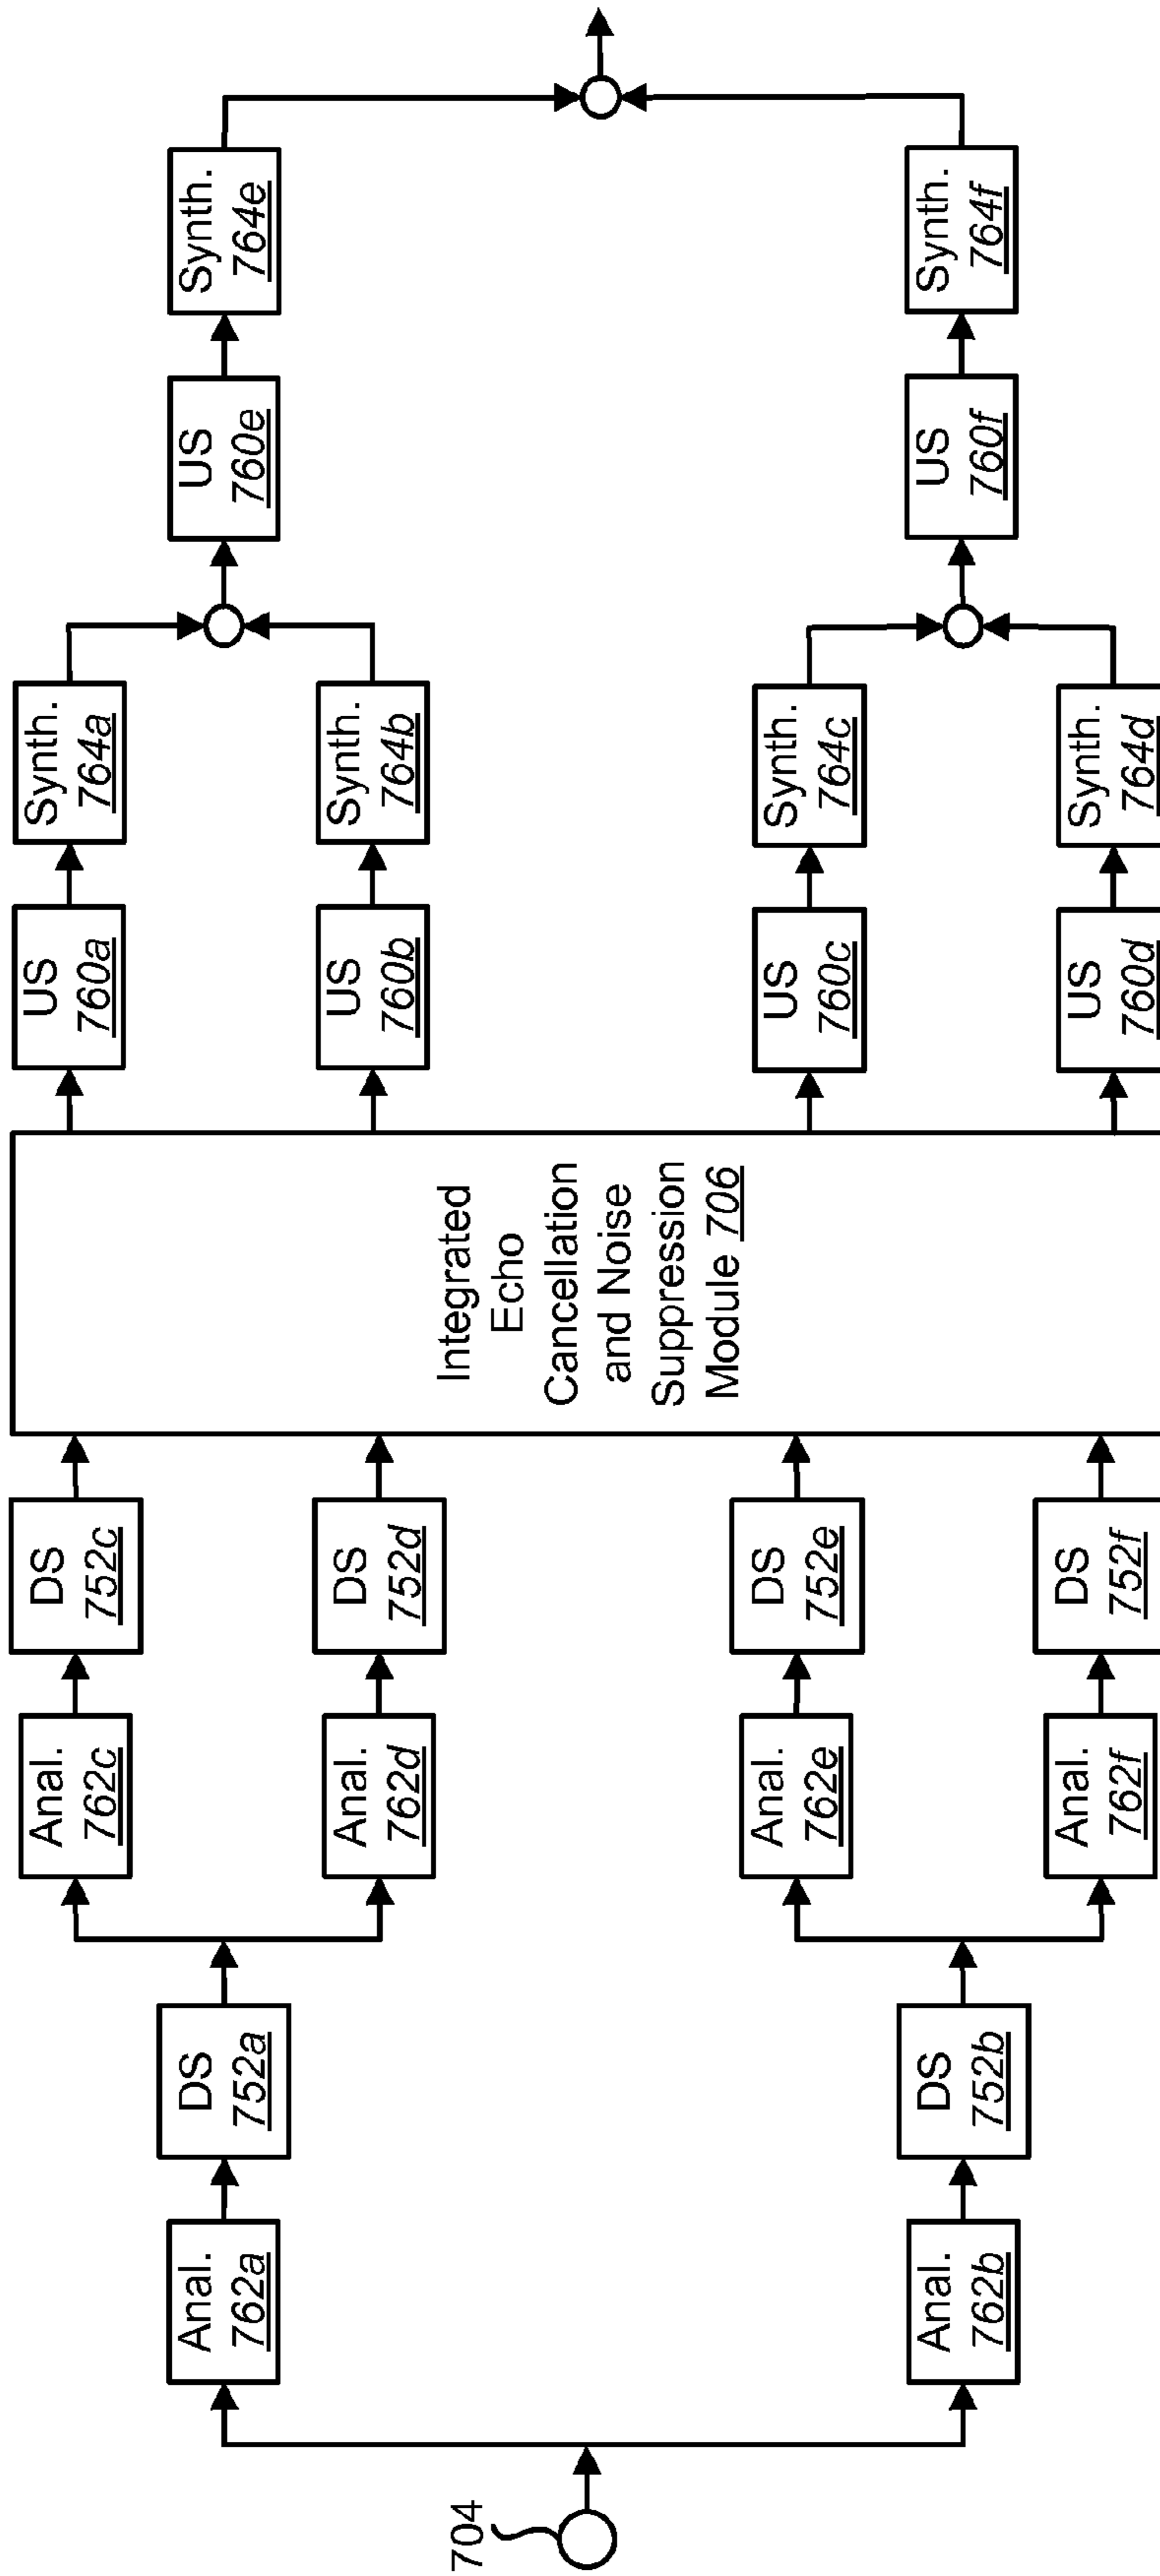 704
Anal.
762a
Anal.
762b
DS
752a
DS
752b
Anal.
762c
Anal.
762d
Anal.
762e
Anal.
762f
DS
752c
DS
752d
DS
752e
DS
752f
Integrated
Echo
Cancellation
and Noise
Suppression
Module 706
US
760a
US
760b
US
760c
US
760d
Synth.
764a
Synth.
764b
Synth.
764c
Synth.
764d
US
760e
US
760f
Synth.
764e
Synth.
764f